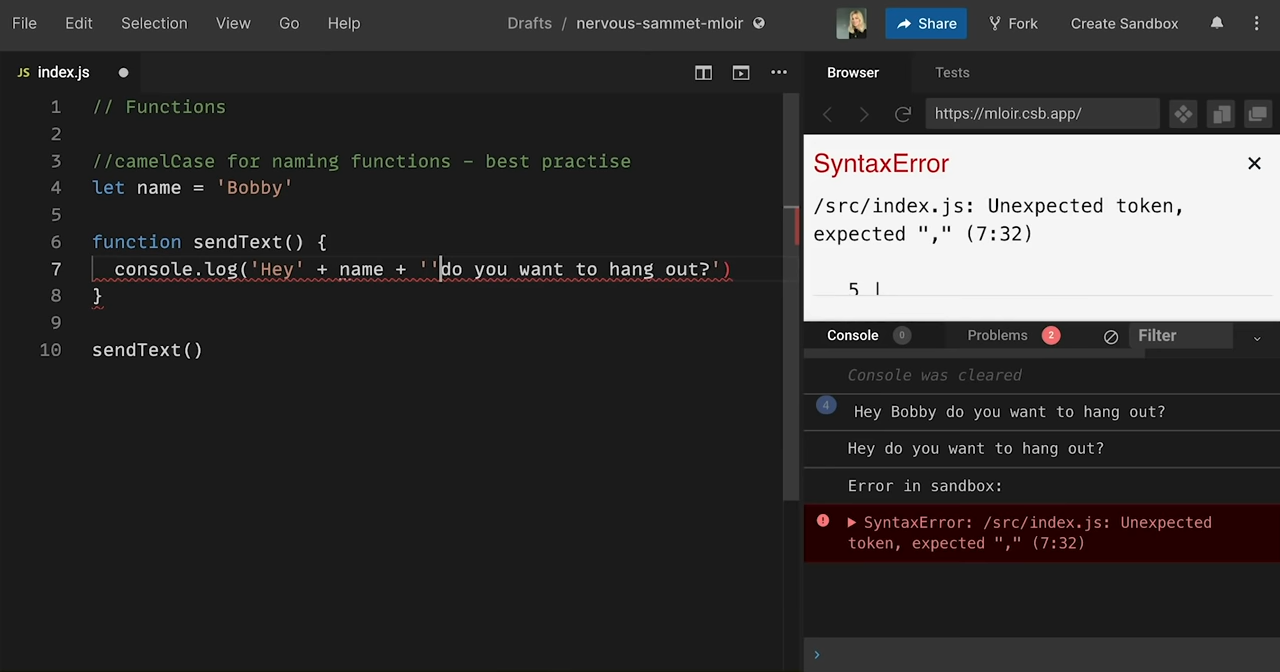 File Edit Selection View Go Help Drafts / nervous-sammet-mloir Share Fork Create Sandbox
JS index.js
1 // Functions
2
3 //camelCase for naming functions - best practise
4 let name = 'Bobby'
5
6 function sendText() {
7 console.log('Hey' + name + ''do you want to hang out?')
8 }
9
10 sendText()
Browser Tests
https://mloir.csb.app/
SyntaxError
/src/index.js: Unexpected token,
expected "," (7:32)
5 |
Console 0 Problems 2 Filter
Console was cleared
4 Hey Bobby do you want to hang out?
Hey do you want to hang out?
Error in sandbox:
SyntaxError: /src/index.js: Unexpected
token, expected "," (7:32)